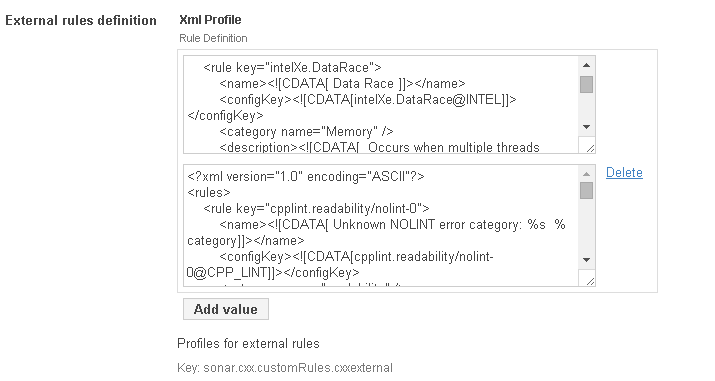 External rules definition
Xml Profile
Rule Definition
<rule key="intelXe.DataRace">
<name><![CDATA[ Data Race ]]></name>
<configKey><![CDATA[intelXe.DataRace@INTEL]]>
</configKey>
<category name="Memory" />
<description><![CDATA[  Occurs when multiple threads
<?xml version="1.0" encoding="ASCII"?>
<rules>
<rule key="cpplint.readability/nolint-0">
<name><![CDATA[ Unknown NOLINT error category: %s  %
category]]></name>
<configKey><![CDATA[cpplint.readability/nolint-
0@CPP_LINT]]></configKey>
Delete
Add value
Profiles for external rules
Key: sonar.cxx.customRules.cxxexternal